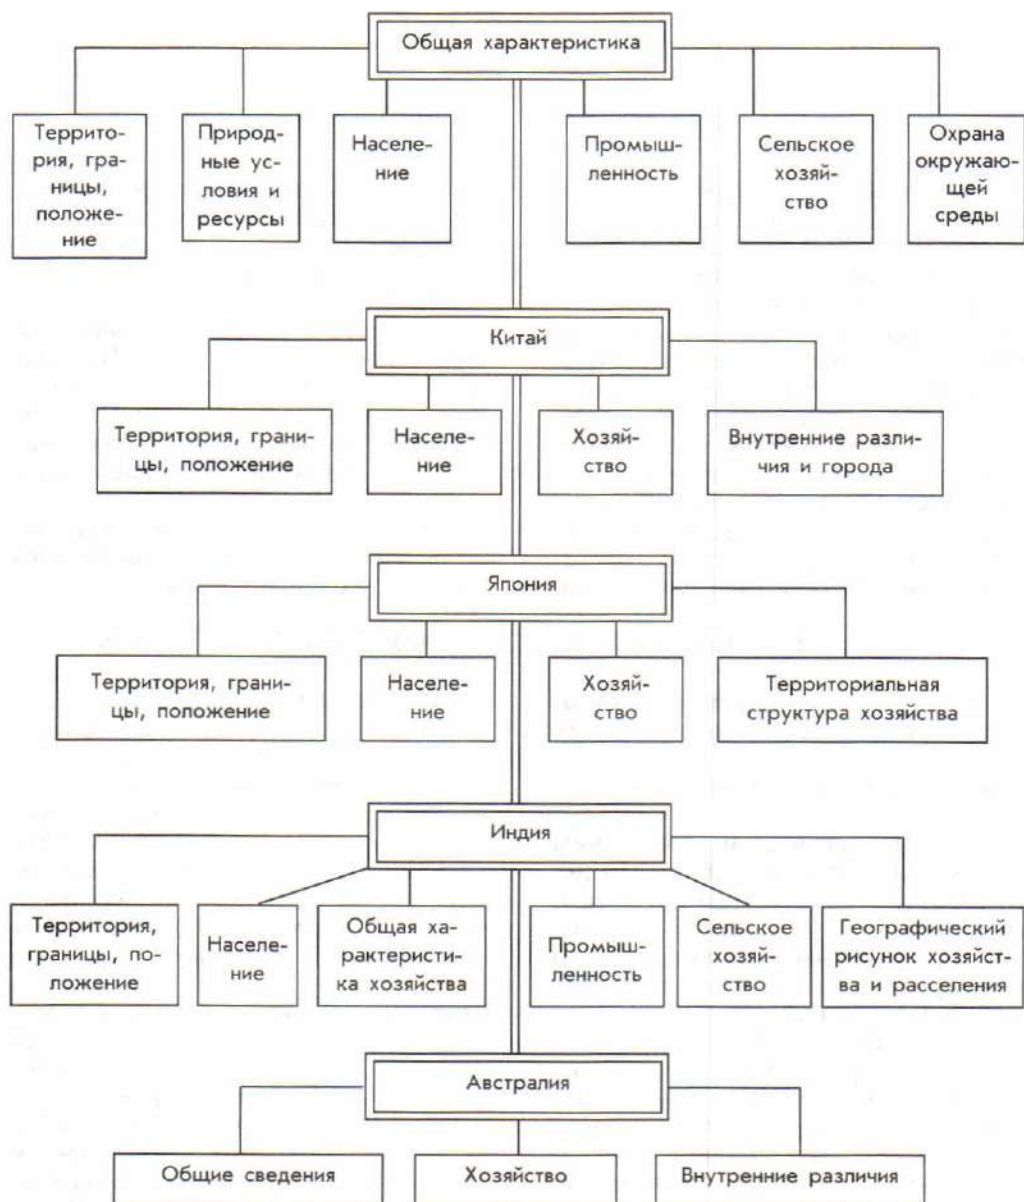 Общая характеристика
Террито-
рия, гра-
ницы,
положе-
ние
Природ-
ные ус-
ловия и
ресурсы
Населе-
ние
Промыш-
ленность
Сельское
хозяй-
ство
Охрана
окружаю-
щей
среды
Китай
Территория, грани-
цы, положение
Населе-
ние
Хозяй-
ство
Внутренние разли-
чия и города
Япония
Территория, грани-
цы, положение
Населе-
ние
Хозяй-
ство
Территориальная
структура хозяйства
Индия
Территория,
границы, по-
ложение
Населе-
ние
Общая ха-
рактеристи-
ка хозяйства
Промыш-
ленность
Сельское
хозяй-
ство
Географический
рисунок хозяйст-
ва и расселения
Австралия
Общие сведения
Хозяйство
Внутренние различия